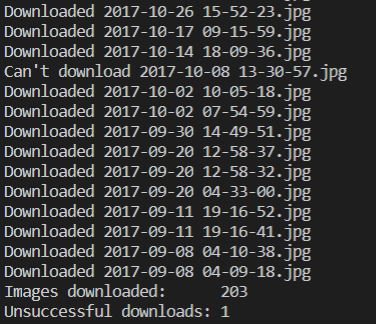 Downloaded 2017-10-26 15-52-23.jpg
Downloaded 2017-10-17 09-15-59.jpg
Downloaded 2017-10-14 18-09-36.jpg
Can't download 2017-10-08 13-30-57.jpg
Downloaded 2017-10-02 10-05-18.jpg
Downloaded 2017-10-02 07-54-59.jpg
Downloaded 2017-09-30 14-49-51.jpg
Downloaded 2017-09-20 12-58-37.jpg
Downloaded 2017-09-20 12-58-32.jpg
Downloaded 2017-09-20 04-33-00.jpg
Downloaded 2017-09-11 19-16-52.jpg
Downloaded 2017-09-11 19-16-41.jpg
Downloaded 2017-09-08 04-10-38.jpg
Downloaded 2017-09-08 04-09-18.jpg
Images downloaded: 203
Unsuccessful downloads: 1